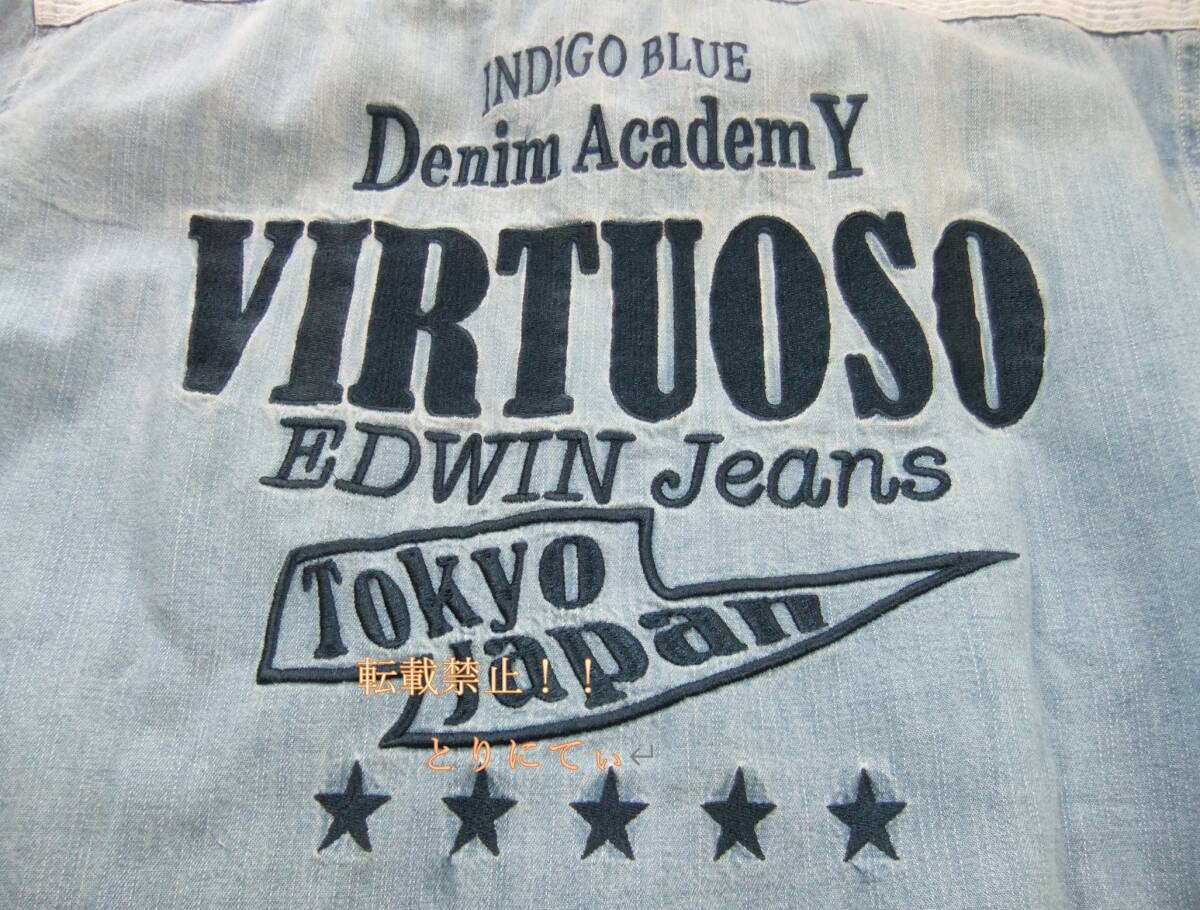 INDIGO BLUE
Denim AcademY
VIRTUOSO
EDWIN Jeans
Tokyo
Japan
転載禁止！！
とりにてぃ↵